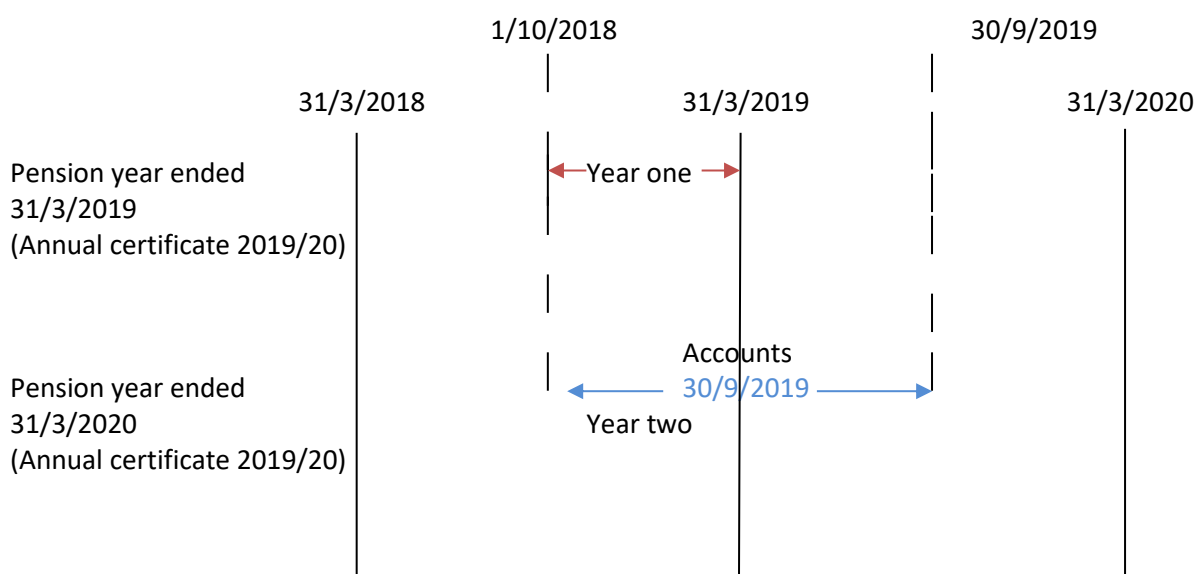 1/10/2018 30/9/2019
31/3/2018 31/3/2019 31/3/2020
Pension year ended
31/3/2019
(Annual certificate 2019/20)
Year one
Accounts
30/9/2019
Pension year ended
31/3/2020
(Annual certificate 2019/20)
Year two